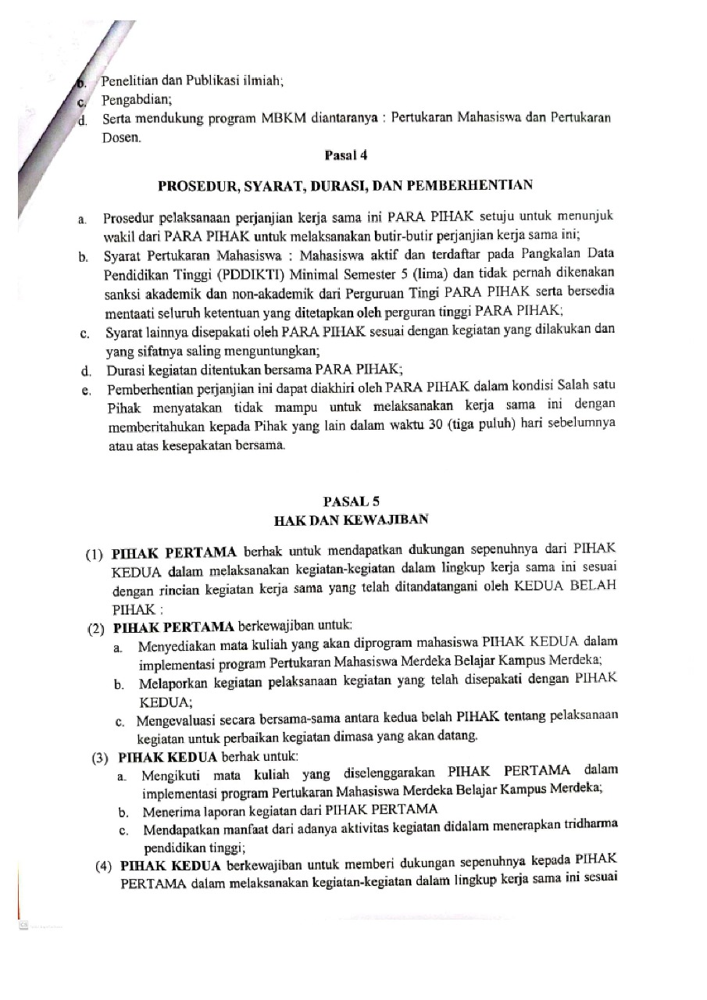 b. Penelitian dan Publikasi ilmiah;
c. Pengabdian;
d. Serta mendukung program MBKM diantaranya : Pertukaran Mahasiswa dan Pertukaran
Dosen.
Pasal 4
PROSEDUR, SYARAT, DURASI, DAN PEMBERHENTIAN
a. Prosedur pelaksanaan perjanjian kerja sama ini PARA PIHAK setuju untuk menunjuk
wakil dari PARA PIHAK untuk melaksanakan butir-butir perjanjian kerja sama ini;
b. Syarat Pertukaran Mahasiswa : Mahasiswa aktif dan terdaftar pada Pangkalan Data
Pendidikan Tinggi (PDDIKTI) Minimal Semester 5 (lima) dan tidak pernah dikenakan
sanksi akademik dan non-akademik dari Perguruan Tingi PARA PIHAK serta bersedia
mentaati seluruh ketentuan yang ditetapkan oleh perguran tinggi PARA PIHAK;
c. Syarat lainnya disepakati oleh PARA PIHAK sesuai dengan kegiatan yang dilakukan dan
yang sifatnya saling menguntungkan;
d. Durasi kegiatan ditentukan bersama PARA PIHAK;
e. Pemberhentian perjanjian ini dapat diakhiri oleh PARA PIHAK dalam kondisi Salah satu
Pihak menyatakan tidak mampu untuk melaksanakan kerja sama ini dengan
memberitahukan kepada Pihak yang lain dalam waktu 30 (tiga puluh) hari sebelumnya
atau atas kesepakatan bersama.
PASAL 5
HAK DAN KEWAJIBAN
(1) PIHAK PERTAMA berhak untuk mendapatkan dukungan sepenuhnya dari PIHAK
KEDUA dalam melaksanakan kegiatan-kegiatan dalam lingkup kerja sama ini sesuai
dengan rincian kegiatan kerja sama yang telah ditandatangani oleh KEDUA BELAH
PIHAK :
(2) PIHAK PERTAMA berkewajiban untuk:
a. Menyediakan mata kuliah yang akan diprogram mahasiswa PIHAK KEDUA dalam
implementasi program Pertukaran Mahasiswa Merdeka Belajar Kampus Merdeka;
b. Melaporkan kegiatan pelaksanaan kegiatan yang telah disepakati dengan PIHAK
KEDUA;
c. Mengevaluasi secara bersama-sama antara kedua belah PIHAK tentang pelaksanaan
kegiatan untuk perbaikan kegiatan dimasa yang akan datang.
(3) PIHAK KEDUA berhak untuk:
a. Mengikuti mata kuliah yang diselenggarakan PIHAK PERTAMA dalam
implementasi program Pertukaran Mahasiswa Merdeka Belajar Kampus Merdeka;
b. Menerima laporan kegiatan dari PIHAK PERTAMA
c. Mendapatkan manfaat dari adanya aktivitas kegiatan didalam menerapkan tridharma
pendidikan tinggi;
(4) PIHAK KEDUA berkewajiban untuk memberi dukungan sepenuhnya kepada PIHAK
PERTAMA dalam melaksanakan kegiatan-kegiatan dalam lingkup kerja sama ini sesuai
CS